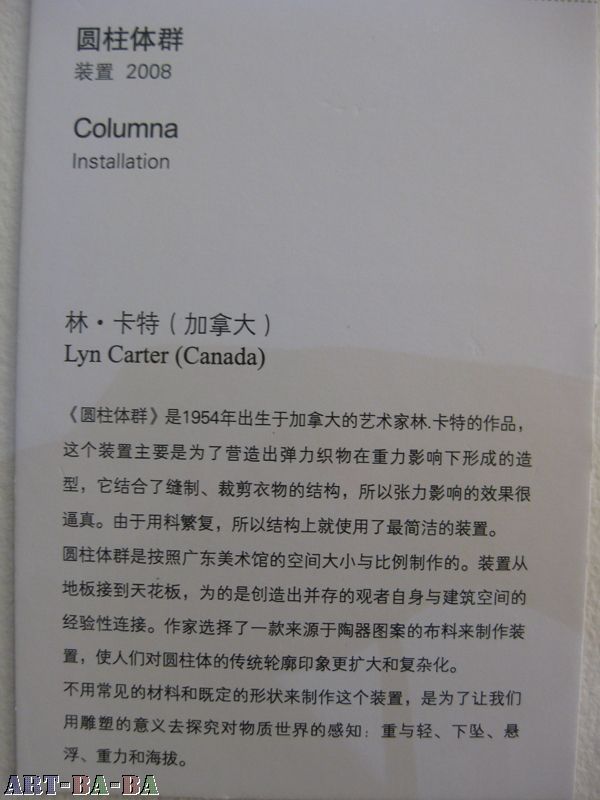 圆柱体群
装置 2008
Columna
Installation
林·卡特（加拿大）
Lyn Carter (Canada)
《圆柱体群》是1954年出生于加拿大的艺术家林.卡特的作品，
这个装置主要是为了营造出弹力织物在重力影响下形成的造
型，它结合了缝制、裁剪衣物的结构，所以张力影响的效果很
逼真。由于用料繁复，所以结构上就使用了最简洁的装置。
圆柱体群是按照广东美术馆的空间大小与比例制作的。装置从
地板接到天花板，为的是创造出并存的观者自身与建筑空间的
经验性连接。作家选择了一款来源于陶器图案的布料来制作装
置，使人们对圆柱体的传统轮廓印象更扩大和复杂化。
不用常见的材料和既定的形状来制作这个装置，是为了让我们
用雕塑的意义去探究对物质世界的感知：重与轻、下坠、悬
浮、重力和海拔。
ART-BA-BA